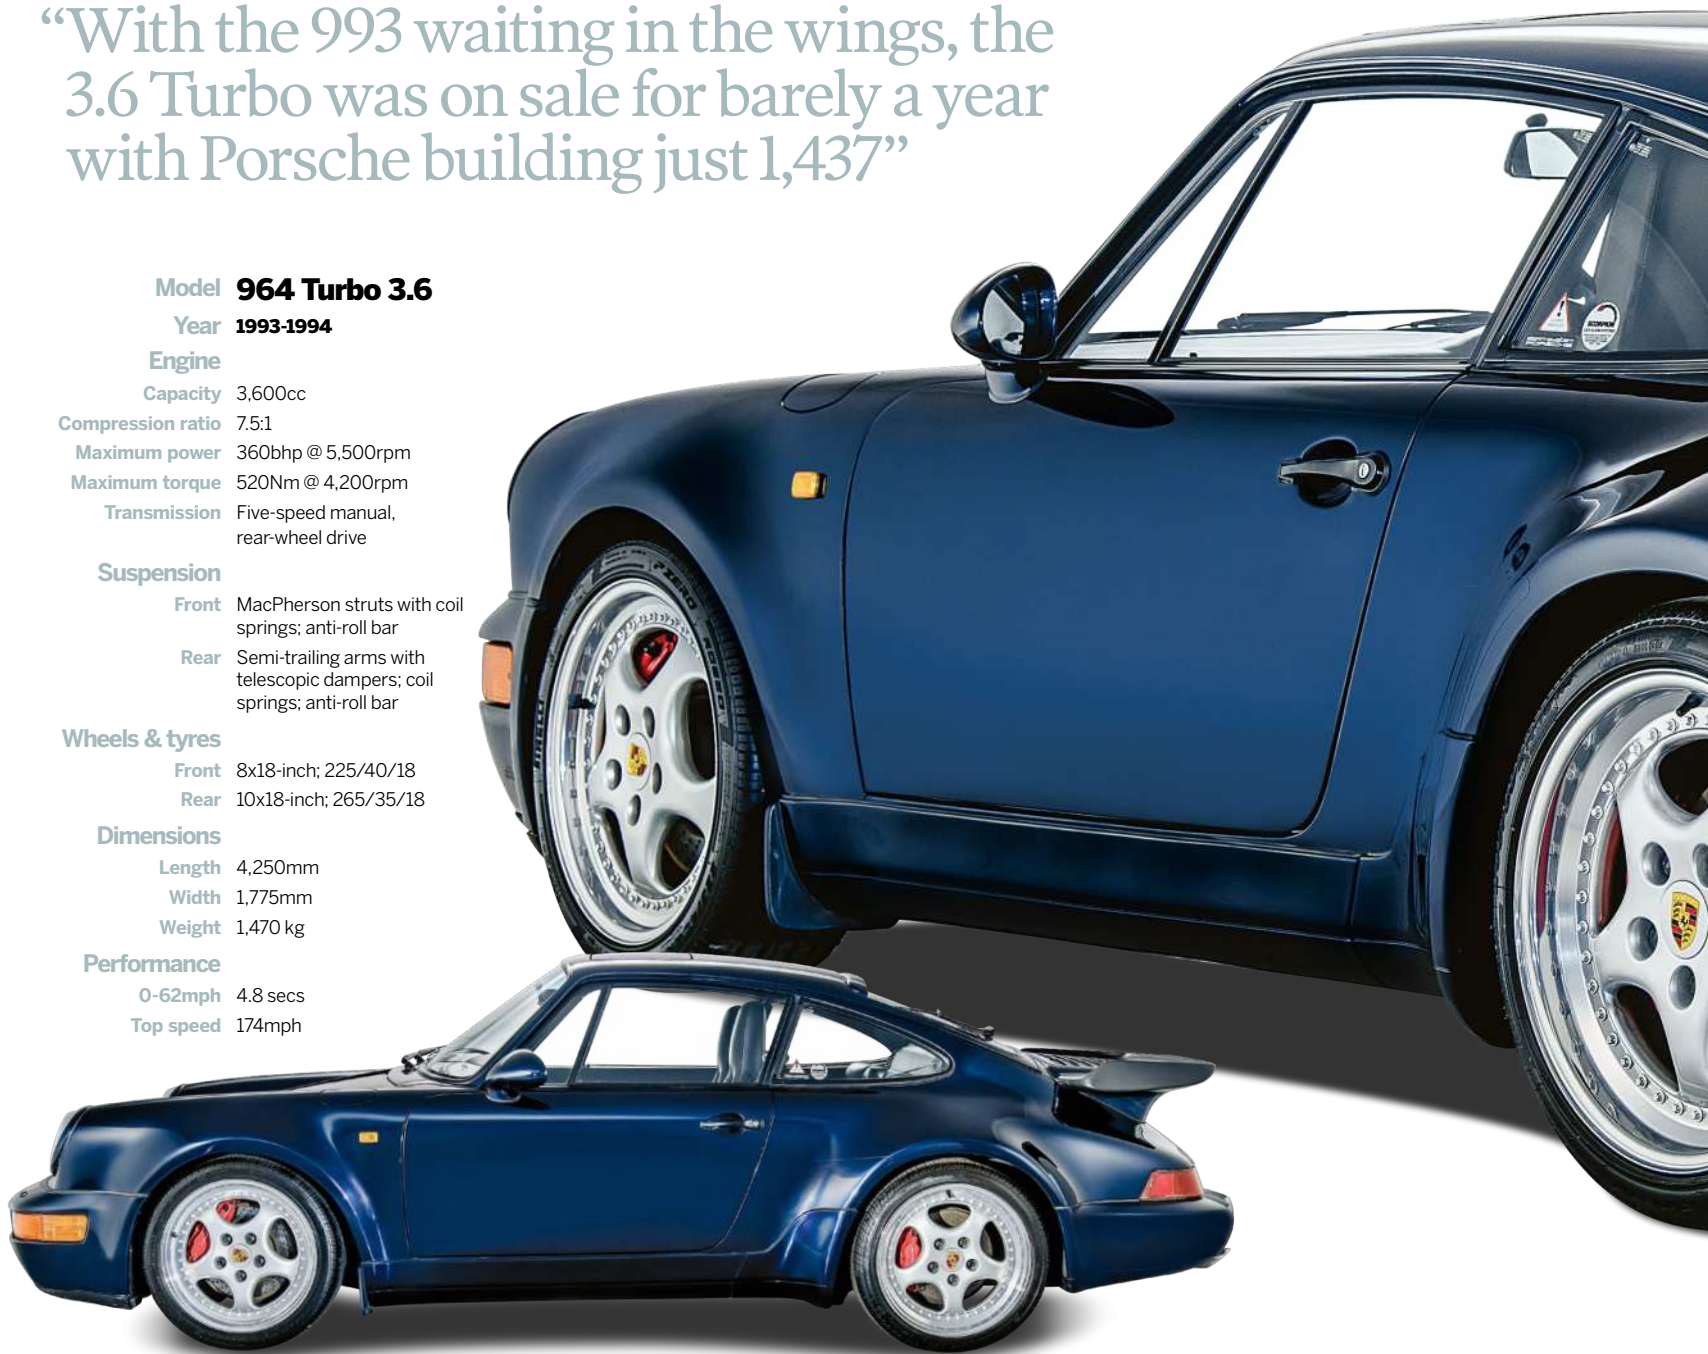 “With the 993 waiting in the wings, the
3.6 Turbo was on sale for barely a year
with Porsche building just 1,437”
Model 964 Turbo 3.6
Year 1993-1994
Engine
Capacity 3,600cc
Compression ratio 7.5:1
Maximum power 360bhp @ 5,500rpm
Maximum torque 520Nm @ 4,200rpm
Transmission Five-speed manual,
rear-wheel drive
Suspension
Front MacPherson struts with coil
springs; anti-roll bar
Rear Semi-trailing arms with
telescopic dampers; coil
springs; anti-roll bar
Wheels & tyres
Front 8x18-inch; 225/40/18
Rear 10x18-inch; 265/35/18
Dimensions
Length 4,250mm
Width 1,775mm
Weight 1,470 kg
Performance
0-62mph 4.8 secs
Top speed 174mph
SCORPION
PZERO
ROSSO
PIRELLI